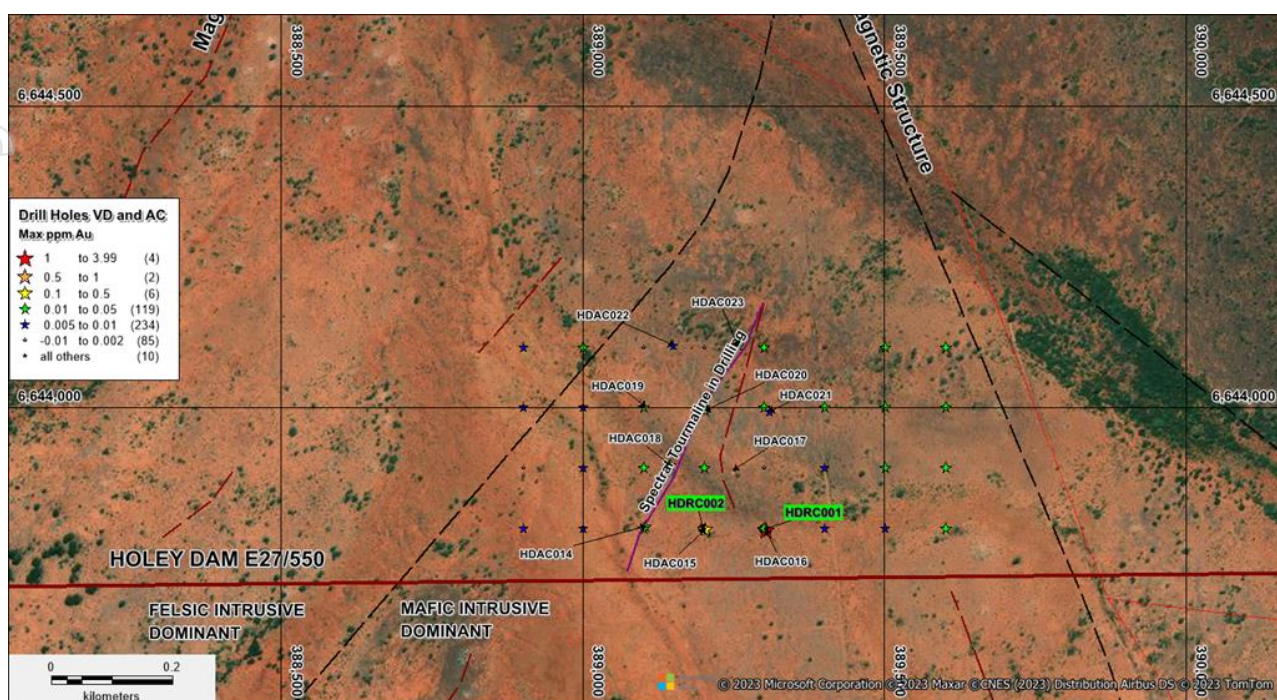 Mag
388,500
389,000
agnetic Structure
389,500
390,000
6,644,500
6,644,500
Drill Holes VD and AC
Max ppm Au
1 to 3.99 (4)
0.5 to 1 (2)
0.1 to 0.5 (6)
0.01 to 0.05 (119)
0.005 to 0.01 (234)
-0.01 to 0.002 (85)
all others (10)
HDAC023
HDAC022
Spectral Tourmaline in Drilling
HDAC020
HDAC019
HDAC021
6,644,000
6,644,000
HDAC018
HDAC017
HDRC002
HDRC001
HDAC014
HDAC015
HDAC016
HOLEY DAM E27/550
FELSIC INTRUSIVE
DOMINANT
MAFIC INTRUSIVE
DOMINANT
0 0.2
kilometers
388,500
389,000
389,500
390,000
© 2023 Microsoft Corporation © 2023 Maxar ©CNES (2023) Distribution Airbus DS © 2023 TomTom